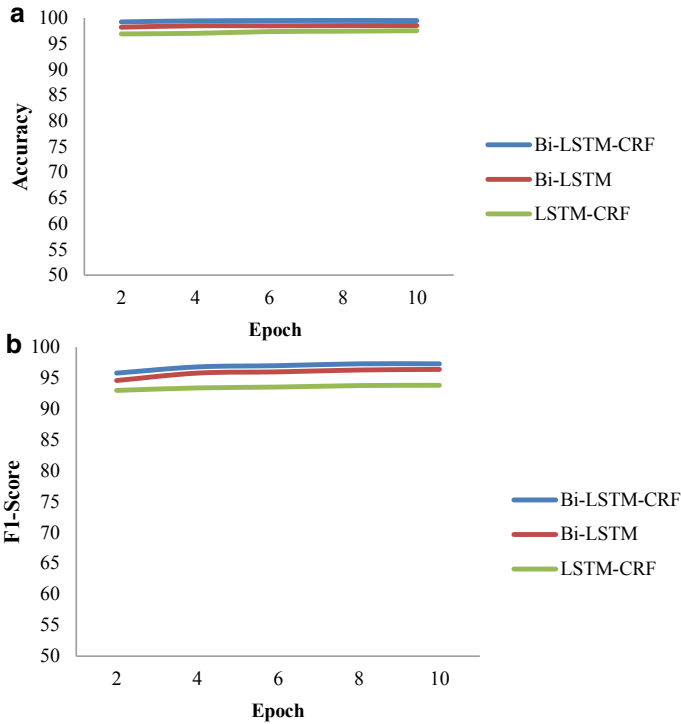 a
100
95
90
85
80
75
70
65
60
55
50
Accuracy
2 4 6 8 10
Epoch
Bi-LSTM-CRF
Bi-LSTM
LSTM-CRF
b
100
95
90
85
80
75
70
65
60
55
50
F1-Score
2 4 6 8 10
Epoch
Bi-LSTM-CRF
Bi-LSTM
LSTM-CRF